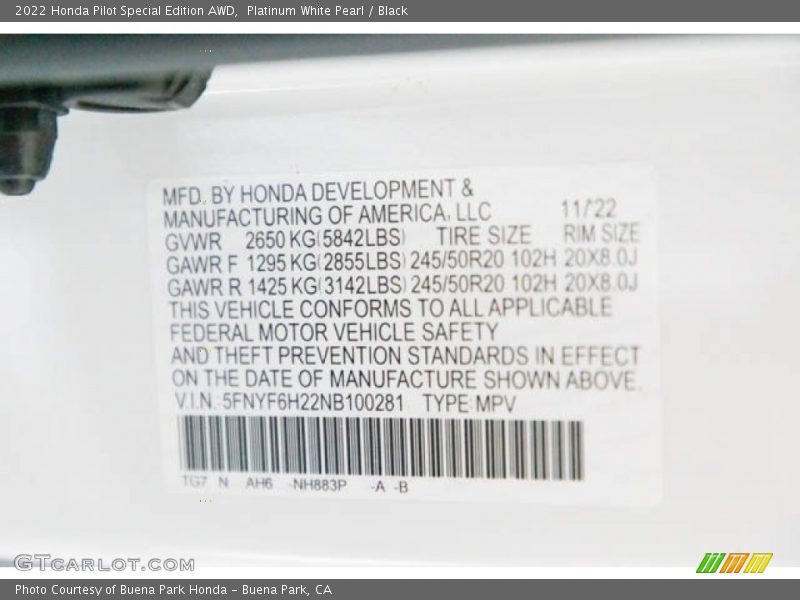 2022 Honda Pilot Special Edition AWD,  Platinum White Pearl / Black
MFD. BY HONDA DEVELOPMENT &
MANUFACTURING OF AMERICA, LLC 11/22
GVWR 2650 KG(5842LBS) TIRE SIZE RIM SIZE
GAWR F 1295 KG(2855LBS) 245/50R20 102H 20X8.0J
GAWR R 1425 KG(3142LBS) 245/50R20 102H 20X8.0J
THIS VEHICLE CONFORMS TO ALL APPLICABLE
FEDERAL MOTOR VEHICLE SAFETY
AND THEFT PREVENTION STANDARDS IN EFFECT
ON THE DATE OF MANUFACTURE SHOWN ABOVE.
V.I.N. 5FNYF6H22NB100281 TYPE:MPV
TG7 N AH6 -NH883P -A -B
GTcarlot.com
Photo Courtesy of Buena Park Honda - Buena Park, CA